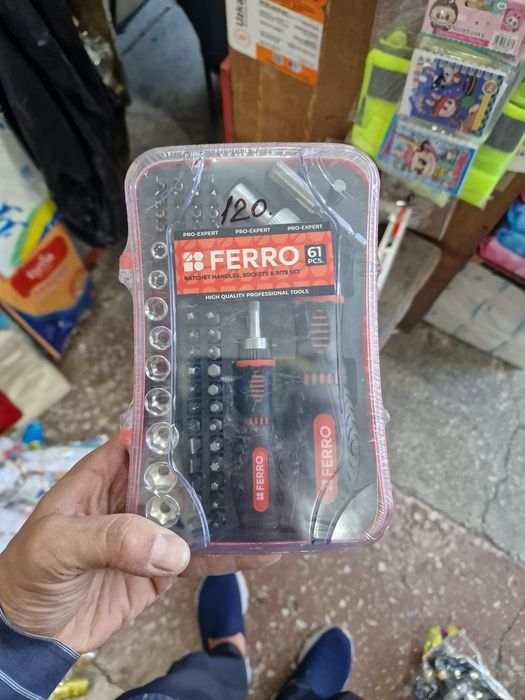 120.
PRO-EXPERT PRO-EXPERT PRO-EXPERT
FERRO 61 PCS.
RATCHET HANDLES, SOCKETS & BITS SET
HIGH QUALITY PROFESSIONAL TOOLS
FERRO
FERRO
Notebooks